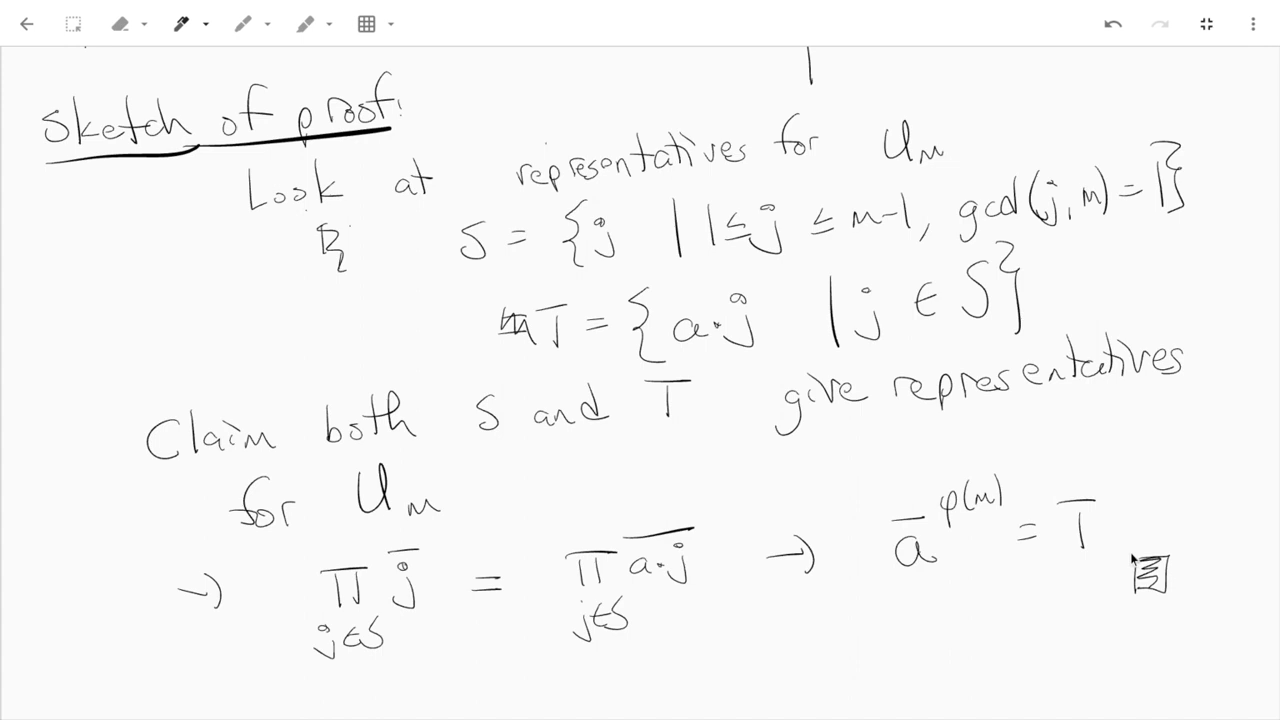 Sketch of proof:
Look at representatives for U_m
S = {j | 1 ≤ j ≤ m-1, gcd(j, m) = 1}
T = {a·j | j ∈ S}
Claim both S and T give representatives
for U_m
→ ∏_{j∈S} j̅ = ∏_{j∈S} \overline{a·j} → a̅^{φ(m)} = 1̅